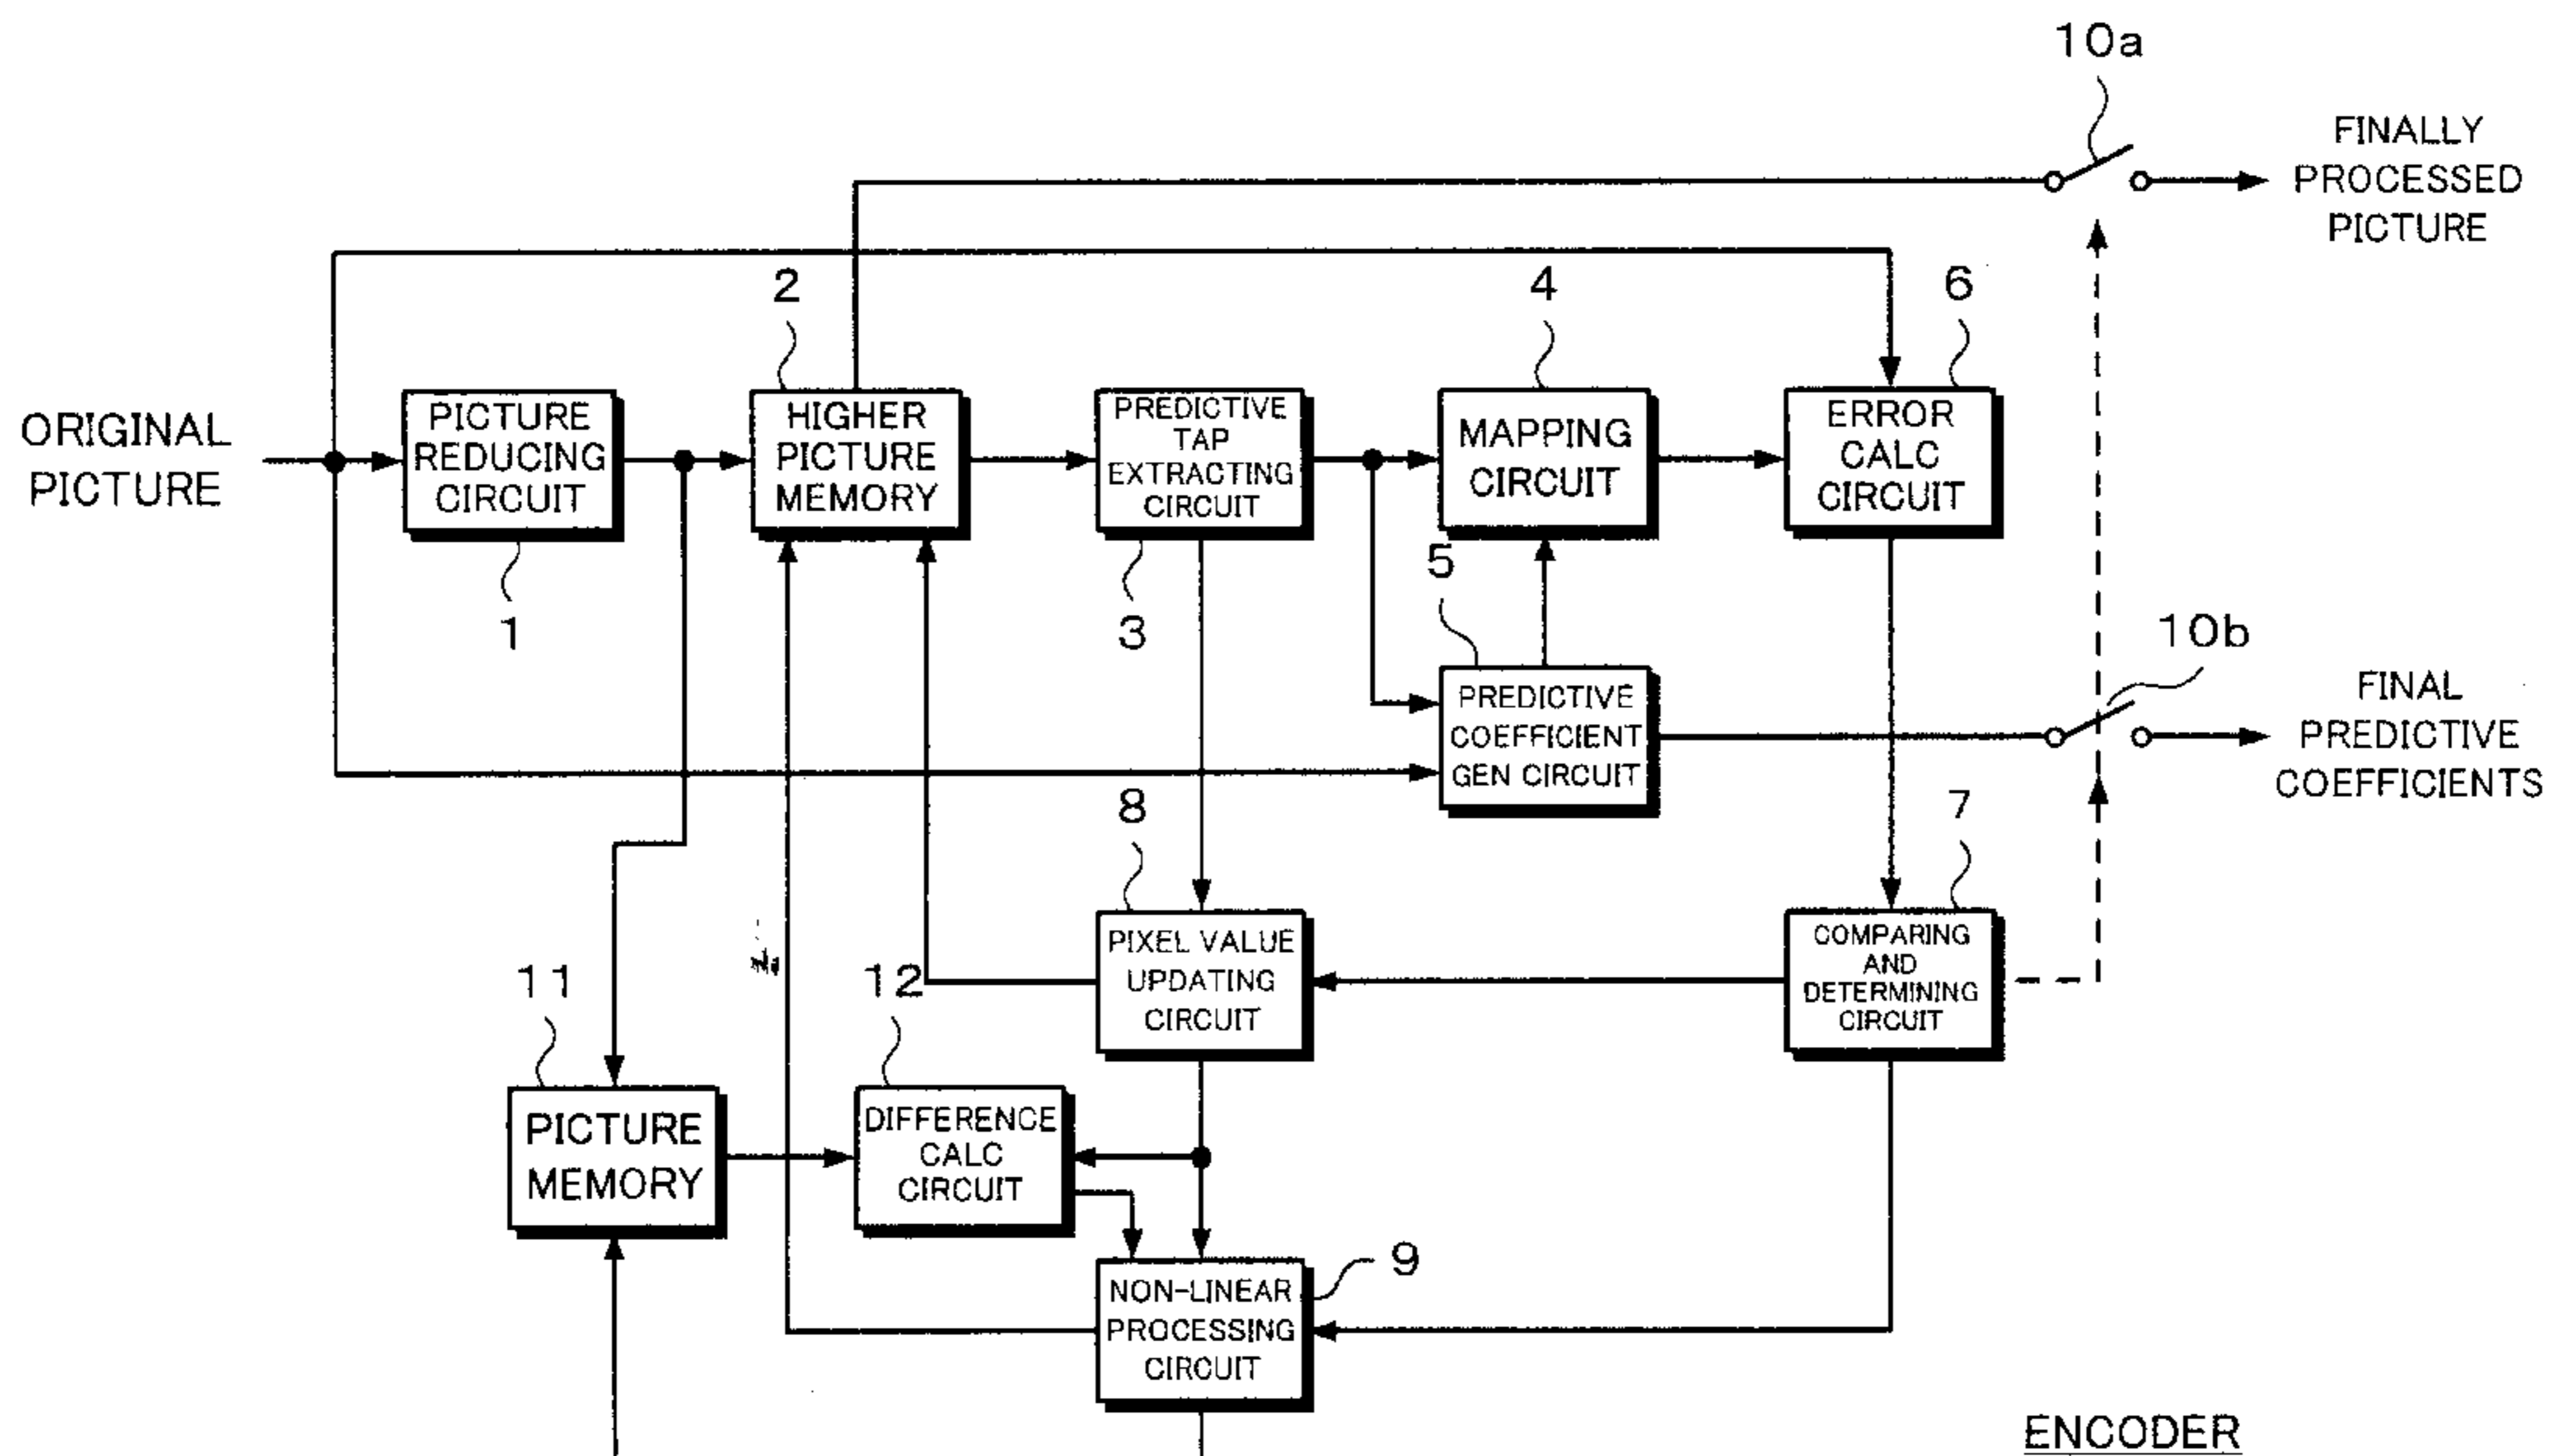 10a
FINALLY
PROCESSED
PICTURE
2
4
6
ORIGINAL
PICTURE
PICTURE
REDUCING
CIRCUIT
HIGHER
PICTURE
MEMORY
PREDICTIVE
TAP
EXTRACTING
CIRCUIT
MAPPING
CIRCUIT
ERROR
CALC
CIRCUIT
1
3
5
10b
PREDICTIVE
COEFFICIENT
GEN CIRCUIT
FINAL
PREDICTIVE
COEFFICIENTS
8
7
PIXEL VALUE
UPDATING
CIRCUIT
COMPARING
AND
DETERMINING
CIRCUIT
11
12
PICTURE
MEMORY
DIFFERENCE
CALC
CIRCUIT
9
NON-LINEAR
PROCESSING
CIRCUIT
ENCODER